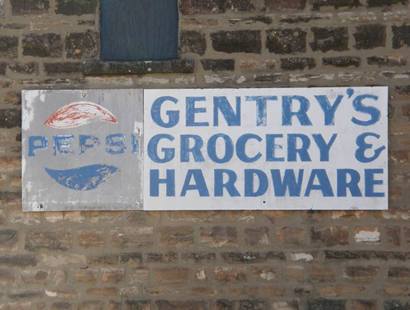 PEPSI
GENTRY'S
GROCERY &
HARDWARE